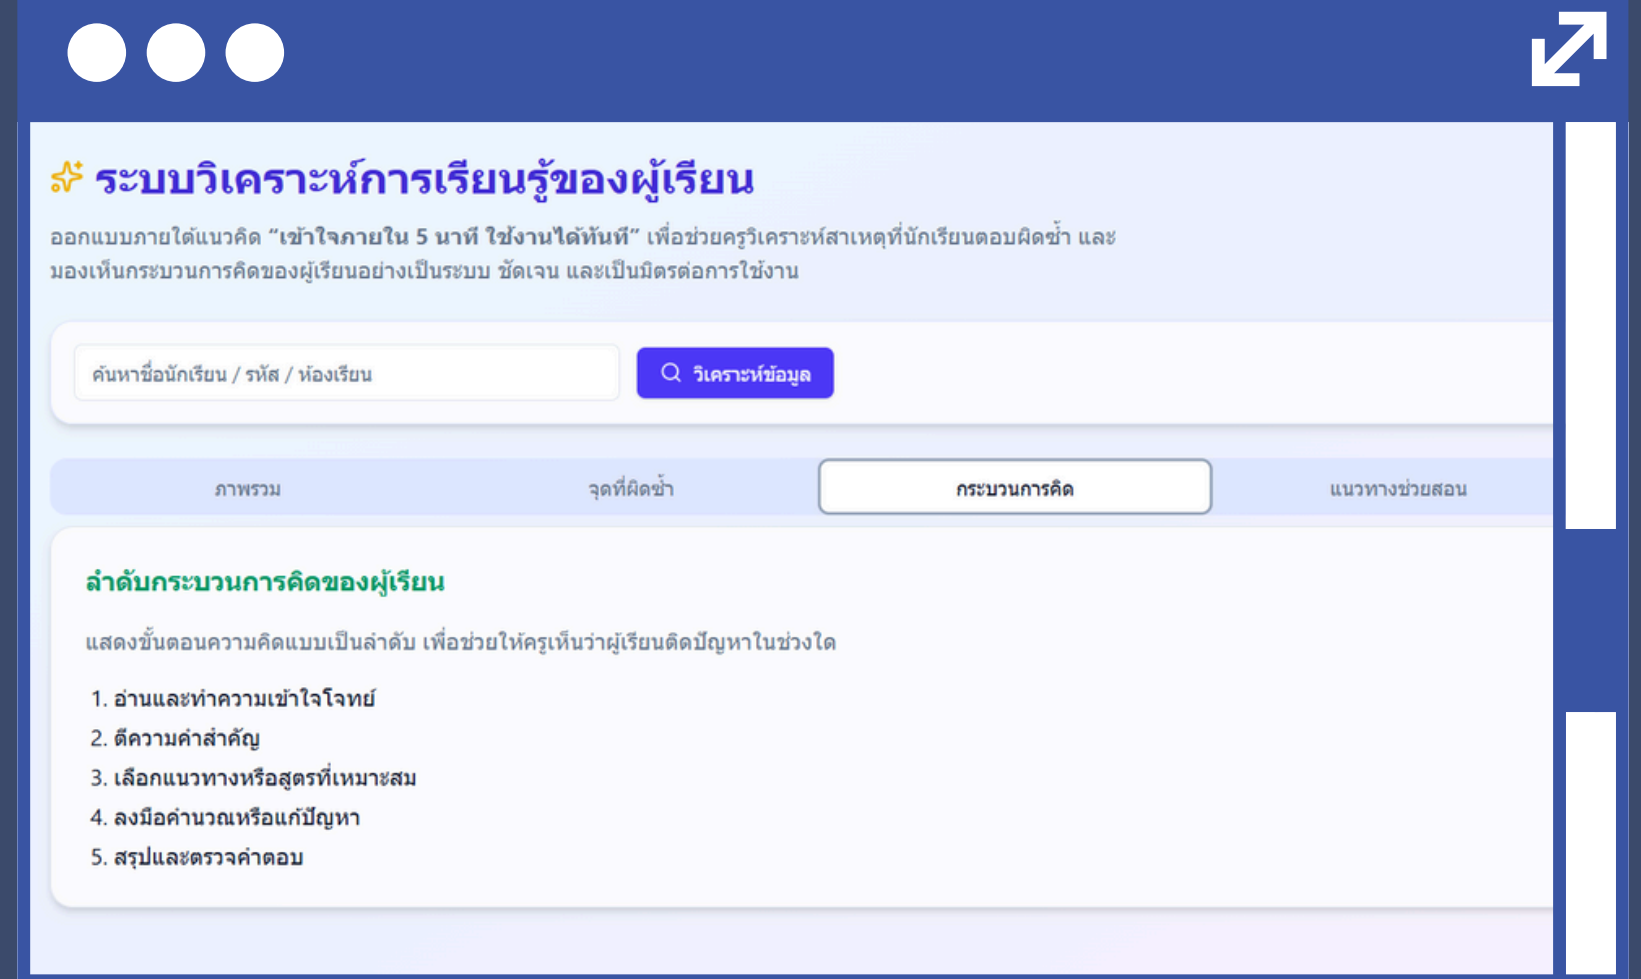 ระบบวิเคราะห์การเรียนรู้ของผู้เรียน
ออกแบบภายใต้แนวคิด “เข้าใจภายใน 5 นาที ใช้งานได้ทันที” เพื่อช่วยครูวิเคราะห์สาเหตุที่นักเรียนตอบผิดซ้ำ และ
มองเห็นกระบวนการคิดของผู้เรียนอย่างเป็นระบบ ชัดเจน และเป็นมิตรต่อการใช้งาน
ค้นหาชื่อนักเรียน / รหัส / ห้องเรียน
วิเคราะห์ข้อมูล
ภาพรวม
จุดที่ผิดซ้ำ
กระบวนการคิด
แนวทางช่วยสอน
ลำดับกระบวนการคิดของผู้เรียน
แสดงขั้นตอนความคิดแบบเป็นลำดับ เพื่อช่วยให้ครูเห็นว่าผู้เรียนติดปัญหาในช่วงใด
1. อ่านและทำความเข้าใจโจทย์
2. ตีความคำสำคัญ
3. เลือกแนวทางหรือสูตรที่เหมาะสม
4. ลงมือคำนวณหรือแก้ปัญหา
5. สรุปและตรวจคำตอบ